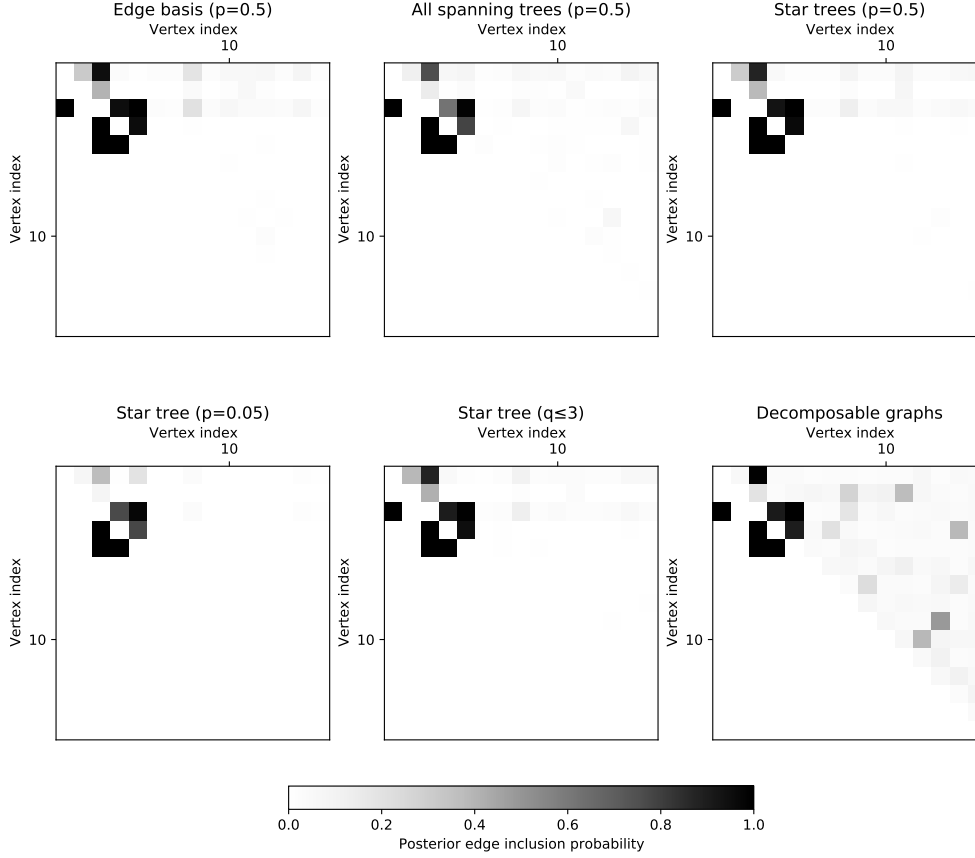 Edge basis (p=0.5)
Vertex index
10
Vertex index
10
All spanning trees (p=0.5)
Vertex index
10
Vertex index
10
Star trees (p=0.5)
Vertex index
10
Vertex index
10
Star tree (p=0.05)
Vertex index
10
Vertex index
10
Star tree (q≤3)
Vertex index
10
Vertex index
10
Decomposable graphs
Vertex index
10
Vertex index
10
0.0 0.2 0.4 0.6 0.8 1.0
Posterior edge inclusion probability